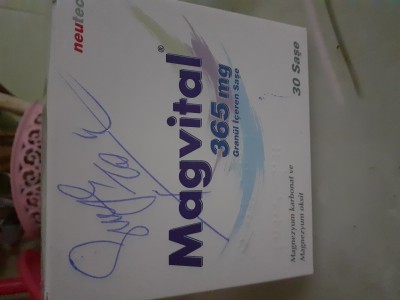 neutec
Magvital®
365 mg
Granül İçeren Saşe
30 Saşe
Magnezyum karbonat ve
Magnezyum oksit